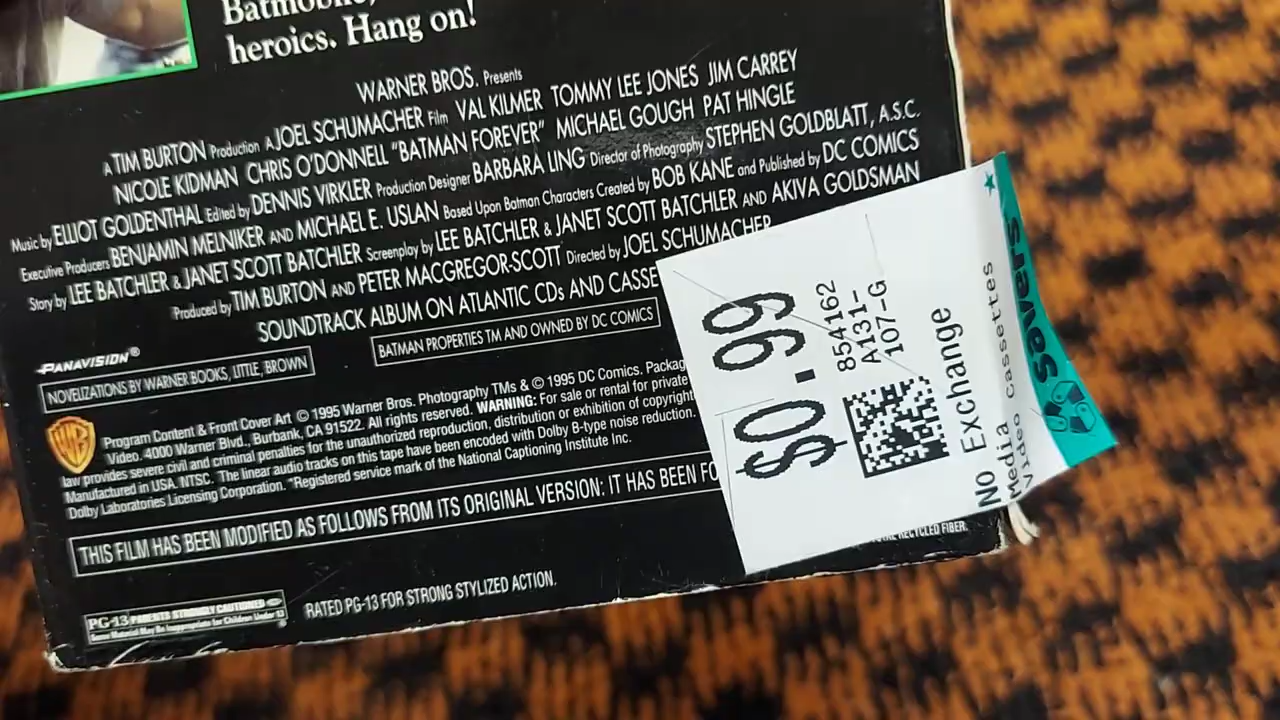 Batmobile,
heroics. Hang on!
WARNER BROS. Presents
A TIM BURTON Production A JOEL SCHUMACHER Film VAL KILMER TOMMY LEE JONES JIM CARREY
NICOLE KIDMAN CHRIS O'DONNELL "BATMAN FOREVER" MICHAEL GOUGH PAT HINGLE
Music by ELLIOT GOLDENTHAL Edited by DENNIS VIRKLER Production Designer BARBARA LING Director of Photography STEPHEN GOLDBLATT, A.S.C.
Executive Producers BENJAMIN MELNIKER AND MICHAEL E. USLAN Based Upon Batman Characters Created by BOB KANE and Published by DC COMICS
Story by LEE BATCHLER & JANET SCOTT BATCHLER Screenplay by LEE BATCHLER & JANET SCOTT BATCHLER AND AKIVA GOLDSMAN
Produced by TIM BURTON AND PETER MACGREGOR-SCOTT Directed by JOEL SCHUMACHER
SOUNDTRACK ALBUM ON ATLANTIC CDs AND CASSE
PANAVISION®
BATMAN PROPERTIES TM AND OWNED BY DC COMICS
NOVELIZATIONS BY WARNER BOOKS, LITTLE, BROWN
WB
Program Content & Front Cover Art © 1995 Warner Bros. Photography TMs & © 1995 DC Comics. Packag
Video, 4000 Warner Blvd., Burbank, CA 91522. All rights reserved. WARNING: For sale or rental for private
law provides severe civil and criminal penalties for the unauthorized reproduction, distribution or exhibition of copyright
Manufactured in USA. NTSC. The linear audio tracks on this tape have been encoded with Dolby B-type noise reduction.
Dolby Laboratories Licensing Corporation. *Registered service mark of the National Captioning Institute Inc.
THIS FILM HAS BEEN MODIFIED AS FOLLOWS FROM ITS ORIGINAL VERSION: IT HAS BEEN FO
RECYCLED FIBER.
PG-13 PARENTS STRONGLY CAUTIONED
Some Material May Be Inappropriate for Children Under 13
RATED PG-13 FOR STRONG STYLIZED ACTION.
$0.99
854162
A131-
107-G
NO Exchange
Media
Video cassettes
savers